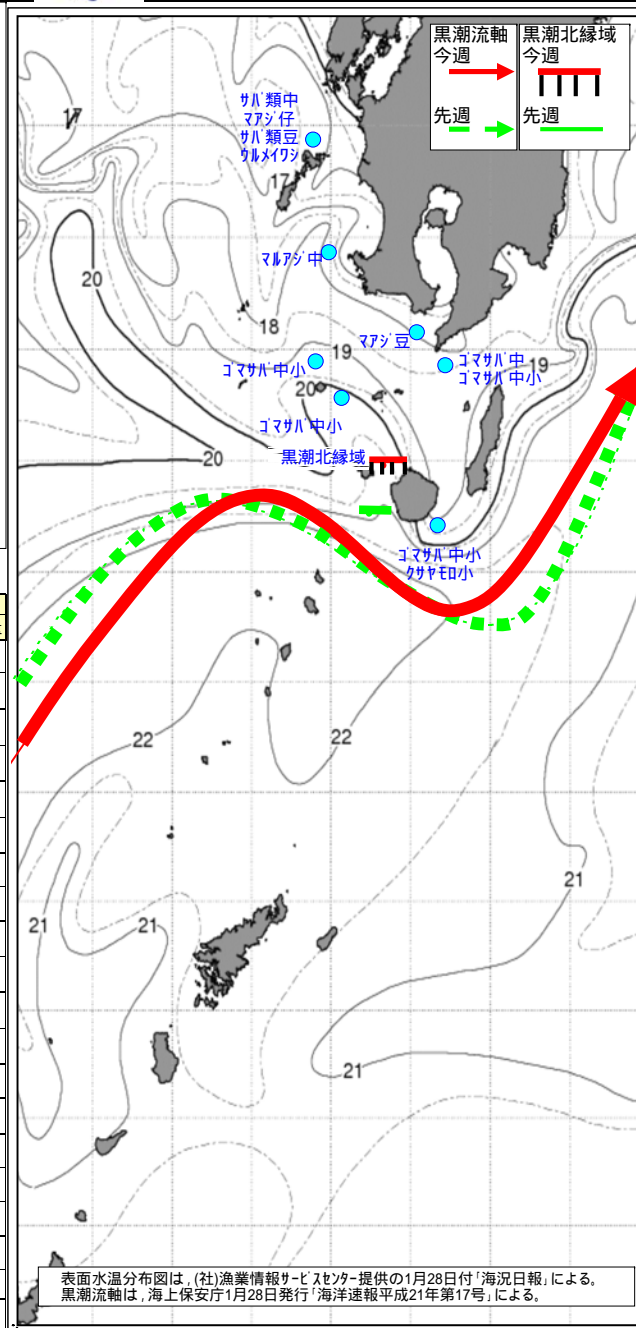 黒潮流軸
今週
先週
黒潮北縁域
今週
先週
17
サバ類中
マアジ仔
サバ類豆
ウルメイワシ
17
マルアジ中
20
18
マアジ豆
19
ゴマサバ中小
ゴマサバ中
ゴマサバ中小
19
20
ゴマサバ中小
20
黒潮北縁域
ゴマサバ中小
クサヤモロ小
22
22
21
21
21
21
表面水温分布図は，(社)漁業情報サービスセンター提供の1月28日付「海況日報」による。
黒潮流軸は，海上保安庁1月28日発行「海洋速報平成21年第17号」による。